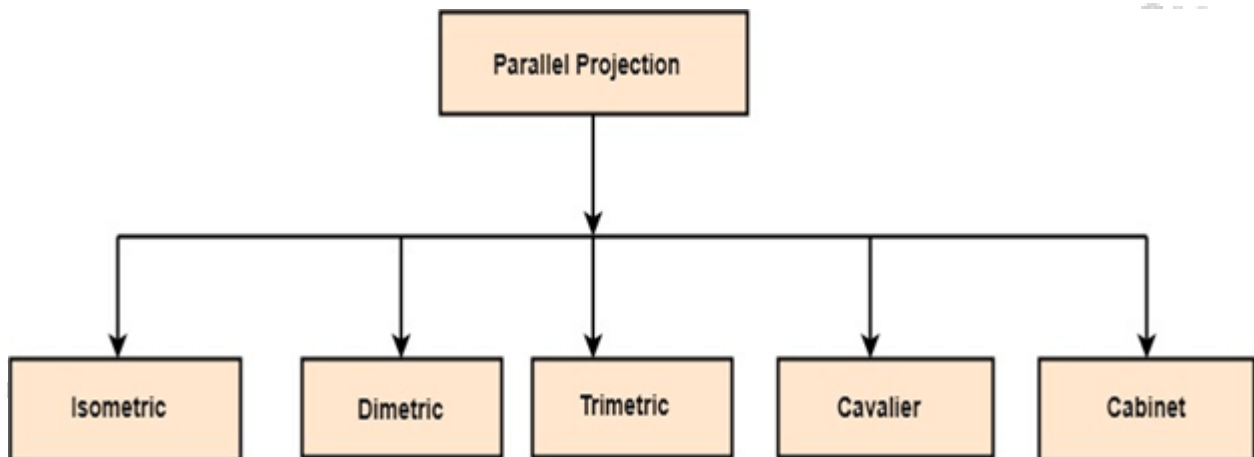 Parallel Projection
Isometric
Dimetric
Trimetric
Cavalier
Cabinet